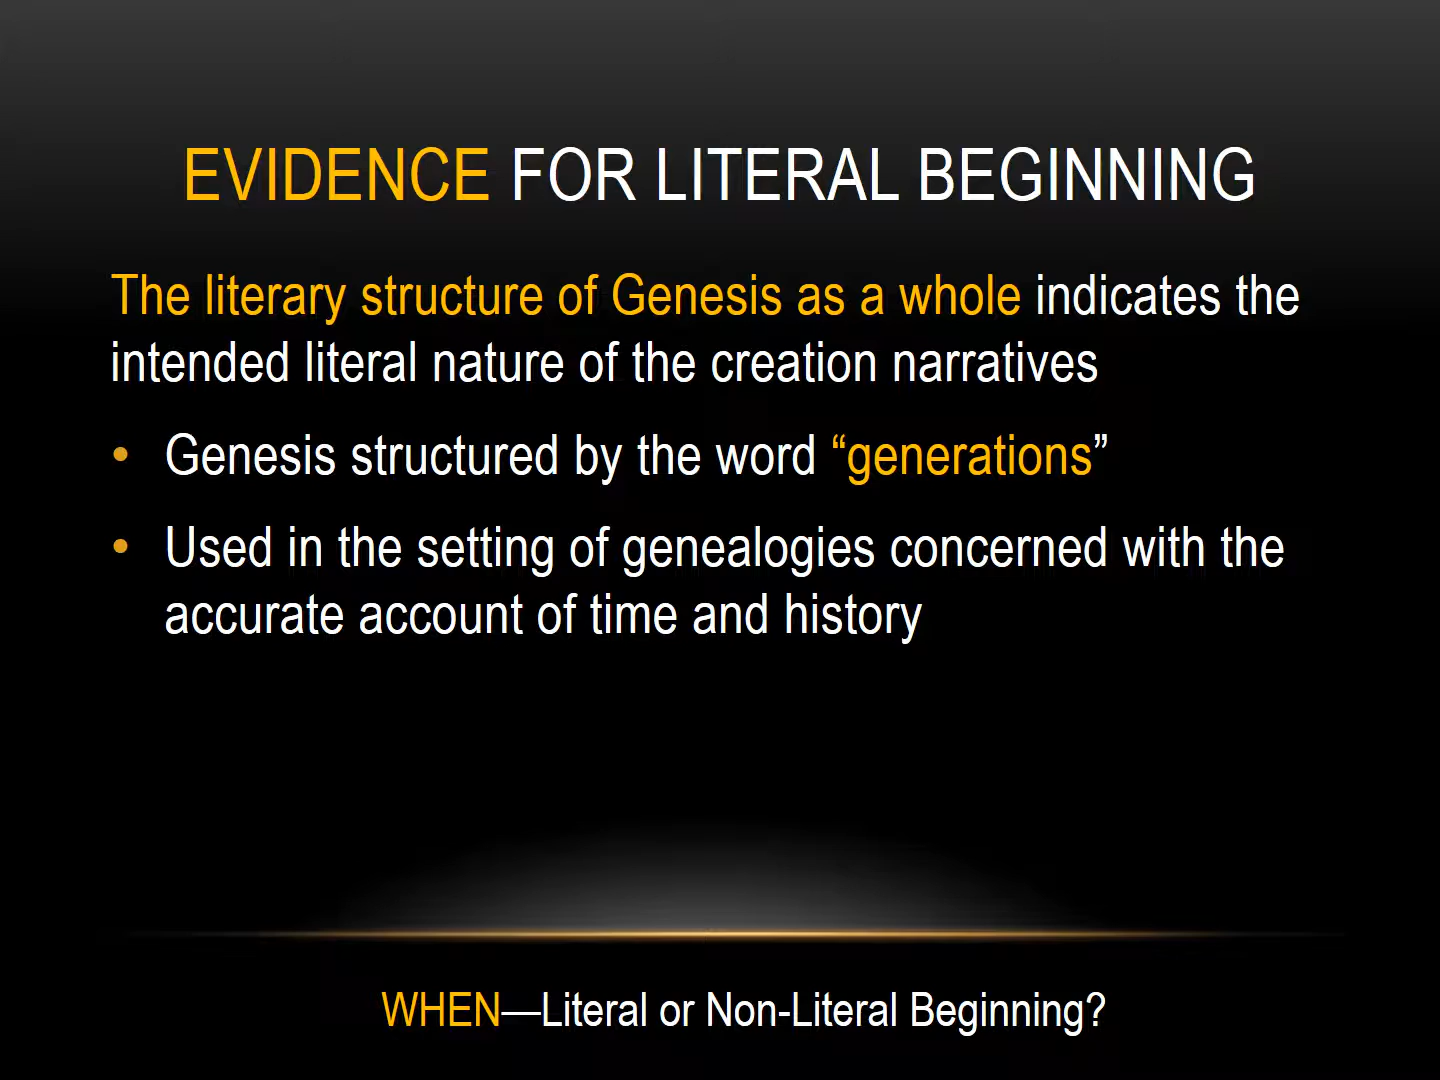 EVIDENCE FOR LITERAL BEGINNING
The literary structure of Genesis as a whole indicates the
intended literal nature of the creation narratives
• Genesis structured by the word “generations”
• Used in the setting of genealogies concerned with the
accurate account of time and history
WHEN—Literal or Non-Literal Beginning?